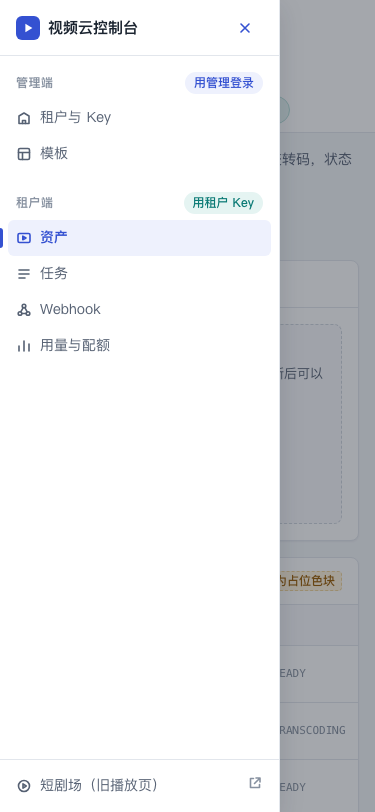 视频云控制台
管理端 用管理登录
租户与 Key
模板
转码，状态
租户端 用租户 Key
资产
任务
Webhook
用量与配额
后可以
为占位色块
EADY
RANSCODING
EADY
短剧场（旧播放页）